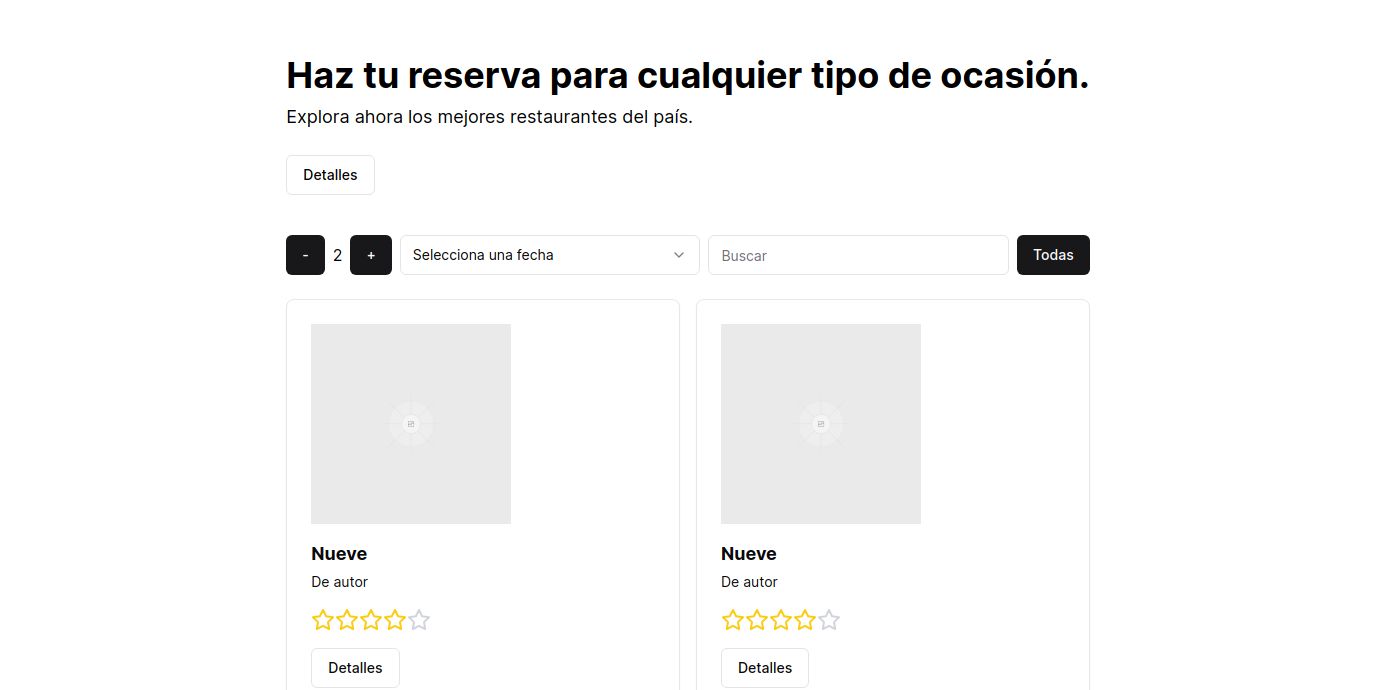 Haz tu reserva para cualquier tipo de ocasión.
Explora ahora los mejores restaurantes del país.
Detalles
- 2 + Selecciona una fecha Buscar Todas
Nueve Nueve
De autor De autor
Detalles Detalles